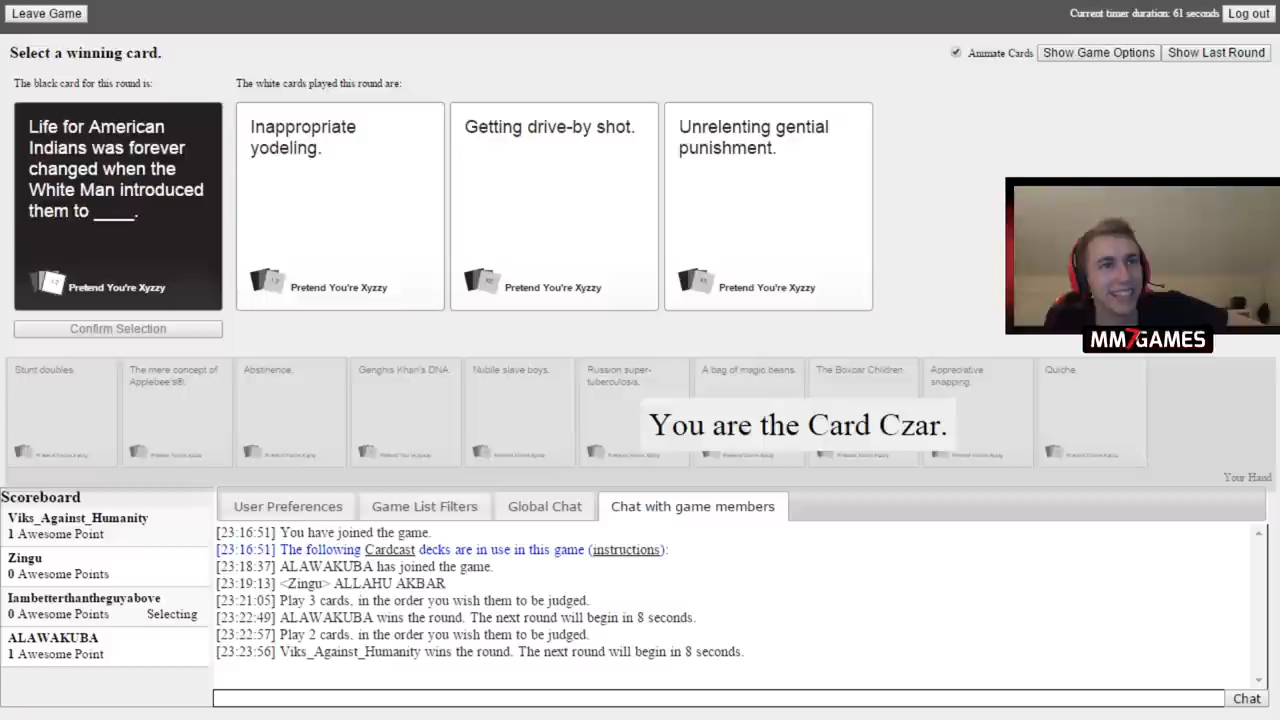 Leave Game
Current timer duration: 61 seconds
Log out
Select a winning card.
Animate Cards
Show Game Options
Show Last Round
The black card for this round is:
The white cards played this round are:
Life for American
Indians was forever
changed when the
White Man introduced
them to ____.
Pretend You're Xyzzy
Inappropriate
yodeling.
Pretend You're Xyzzy
Getting drive-by shot.
Pretend You're Xyzzy
Unrelenting gential
punishment.
Pretend You're Xyzzy
MM7GAMES
Confirm Selection
Stunt doubles.
The mere concept of
Applebee's®.
Abstinence.
Genghis Khan's DNA.
Nubile slave boys.
Russian super-
tuberculosis.
A bag of magic beans.
The Boxcar Children.
Appreciative
snapping.
Quiche.
You are the Card Czar.
Your Hand
Scoreboard
Viks_Against_Humanity
1 Awesome Point
Zingu
0 Awesome Points
Iambetterthantheguyabove
0 Awesome Points
Selecting
ALAWAKUBA
1 Awesome Point
User Preferences
Game List Filters
Global Chat
Chat with game members
[23:16:51] You have joined the game.
[23:16:51] The following Cardcast decks are in use in this game (instructions):
[23:18:37] ALAWAKUBA has joined the game.
[23:19:13] <Zingu> ALLAHU AKBAR
[23:21:05] Play 3 cards, in the order you wish them to be judged.
[23:22:49] ALAWAKUBA wins the round. The next round will begin in 8 seconds.
[23:22:57] Play 2 cards, in the order you wish them to be judged.
[23:23:56] Viks_Against_Humanity wins the round. The next round will begin in 8 seconds.
Chat